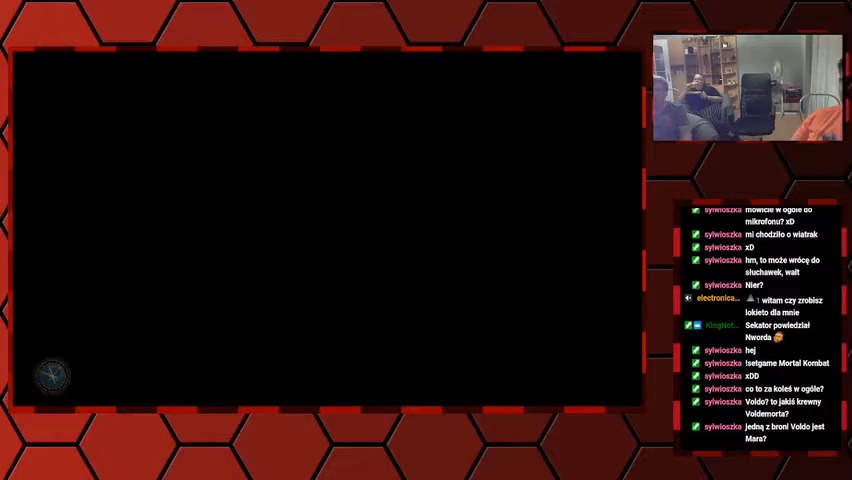 sylwioszka mówicie w ogóle do
mikrofonu? xD
sylwioszka mi chodziło o wiatrak
sylwioszka xD
sylwioszka hm, to może wrócę do
słuchawek, wait
sylwioszka Nier?
electronica... 1 witam czy zrobisz
lokieto dla mnie
KingNot... Sekator powiedział
Nworda
sylwioszka hej
sylwioszka !setgame Mortal Kombat
sylwioszka xDD
sylwioszka co to za koleś w ogóle?
sylwioszka Voldo? to jakiś krewny
Voldemorta?
sylwioszka jedną z broni Voldo jest
Mara?